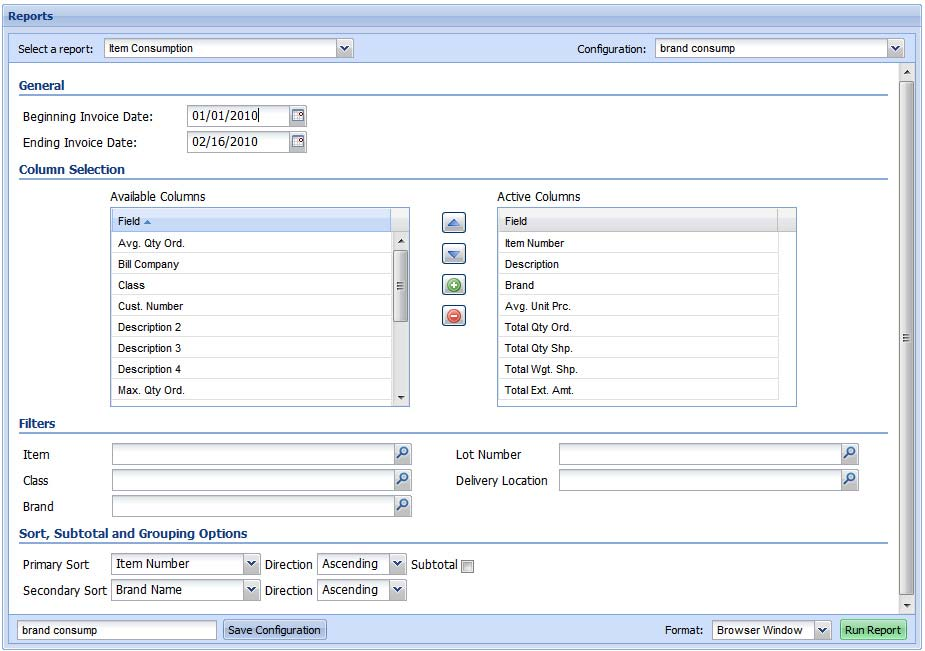 Reports
Select a report: Item Consumption Configuration: brand consump
General
Beginning Invoice Date: 01/01/2010
Ending Invoice Date: 02/16/2010
Column Selection
Available Columns Active Columns
Field Field
Avg. Qty Ord. Item Number
Bill Company Description
Class Brand
Cust. Number Avg. Unit Prc.
Description 2 Total Qty Ord.
Description 3 Total Qty Shp.
Description 4 Total Wgt. Shp.
Max. Qty Ord. Total Ext. Amt.
Filters
Item Lot Number
Class Delivery Location
Brand
Sort, Subtotal and Grouping Options
Primary Sort Item Number Direction Ascending Subtotal
Secondary Sort Brand Name Direction Ascending
brand consump Save Configuration Format: Browser Window Run Report